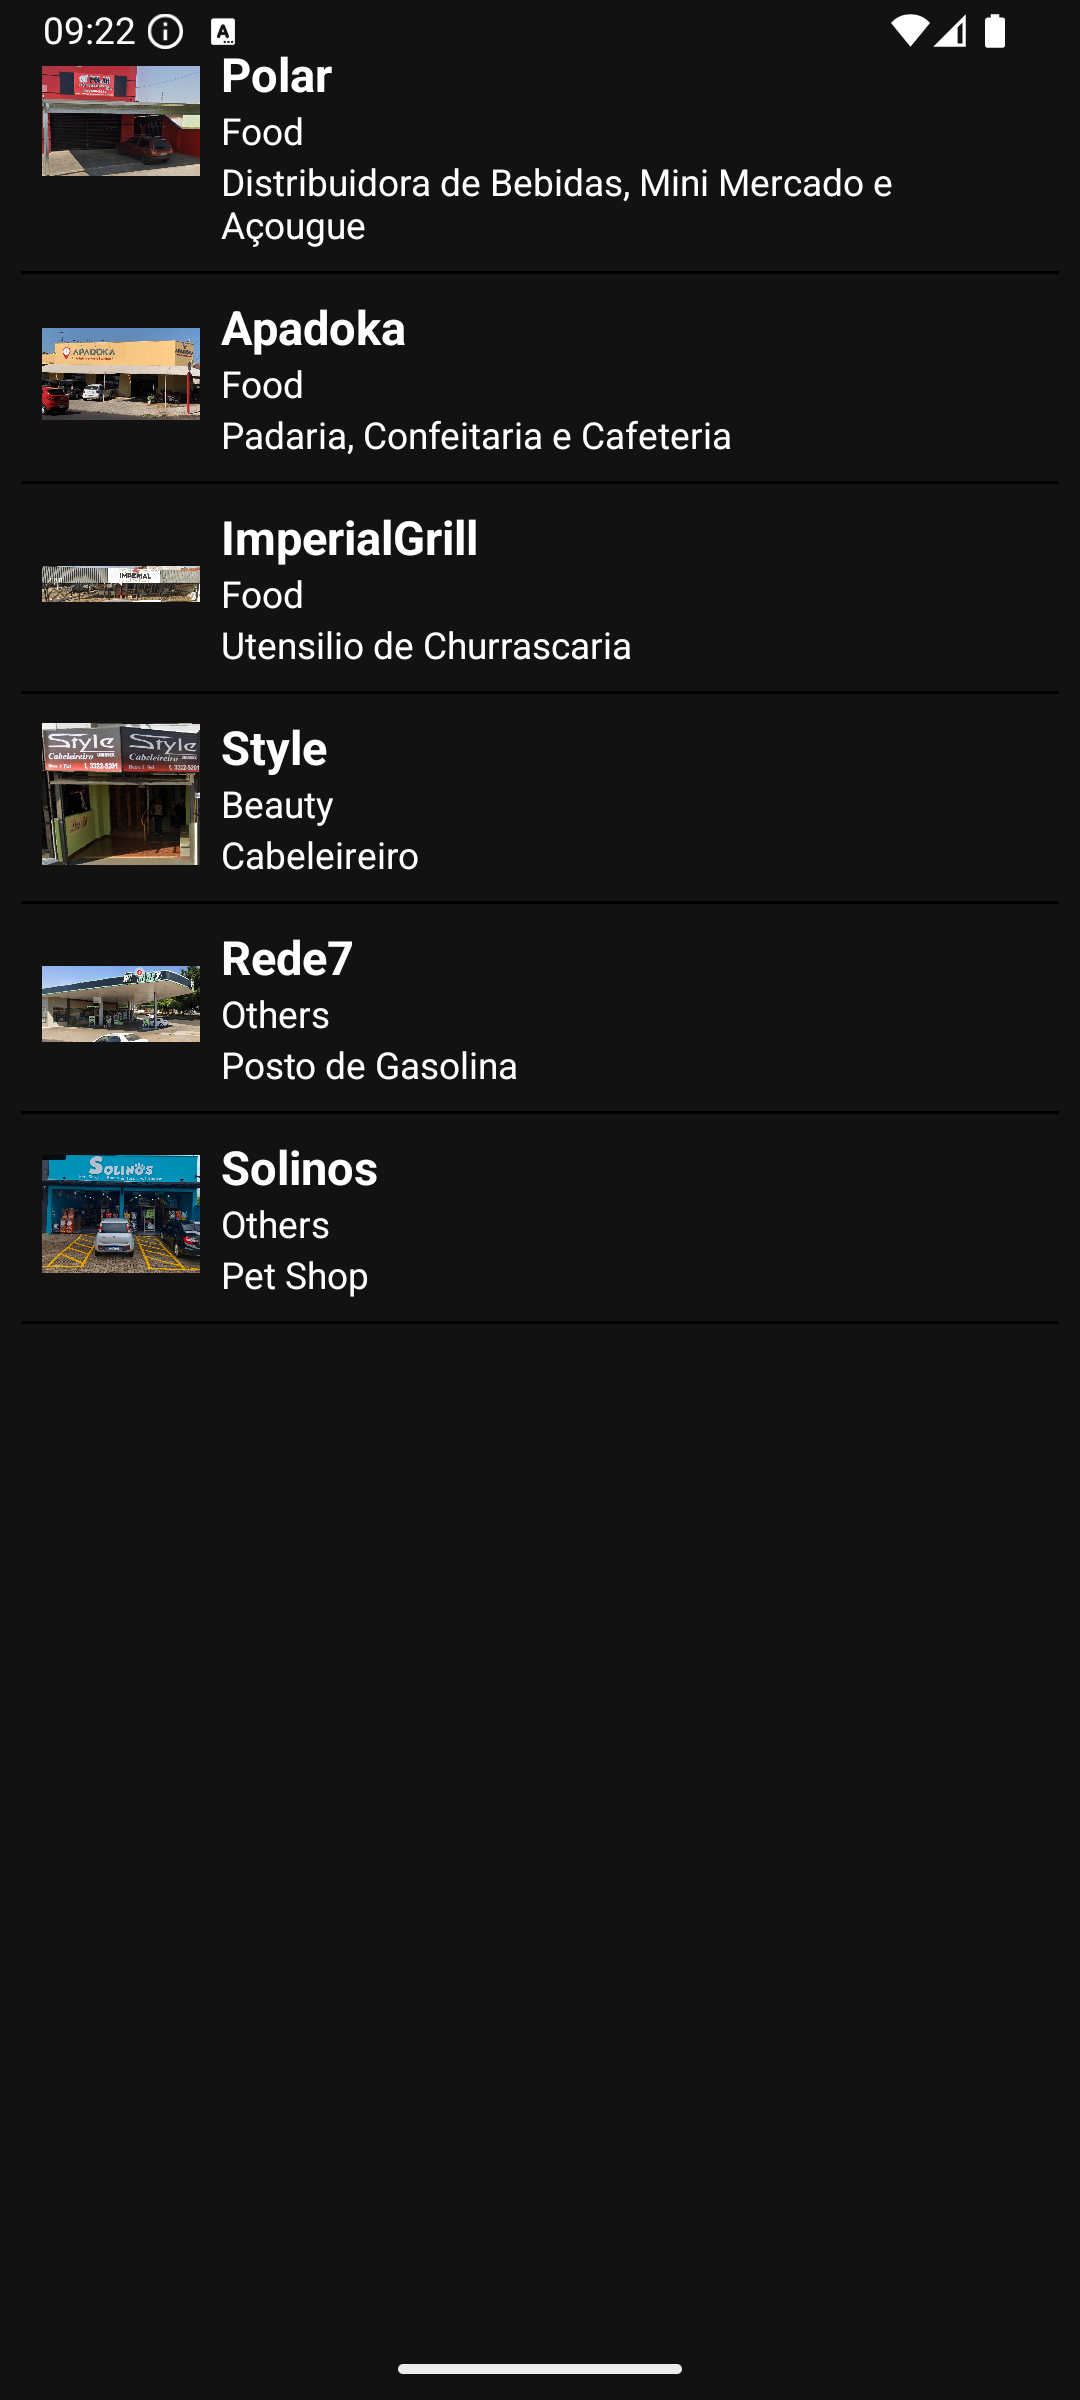 09:22
Polar
Food
Distribuidora de Bebidas, Mini Mercado e
Açougue
APADOKA
Apadoka
Food
Padaria, Confeitaria e Cafeteria
IMPERIAL
ImperialGrill
Food
Utensilio de Churrascaria
Style Style
Cabeleireiro Cabeleireiro
Style
Beauty
Cabeleireiro
Rede7
Others
Posto de Gasolina
SOLINOS
Solinos
Others
Pet Shop